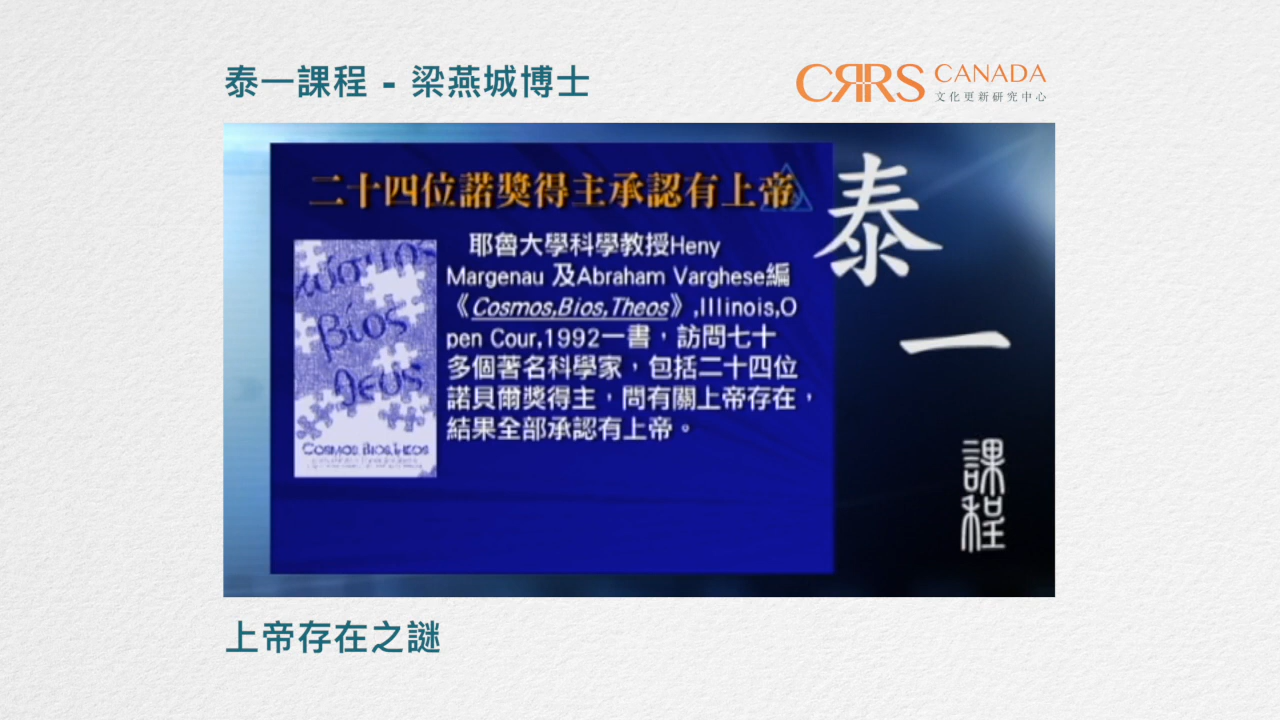 泰一課程 - 梁燕城博士
CRRS CANADA
文化更新研究中心
二十四位諾獎得主承認有上帝
耶魯大學科學教授Heny
Margenau 及Abraham Varghese編
《Cosmos,Bios,Theos》,Illinois,O
pen Cour,1992一書，訪問七十
多個著名科學家，包括二十四位
諾貝爾獎得主，問有關上帝存在，
結果全部承認有上帝。
βίος
θεύς
COSMOS, BIOS, THEOS
泰
一
課程
上帝存在之謎